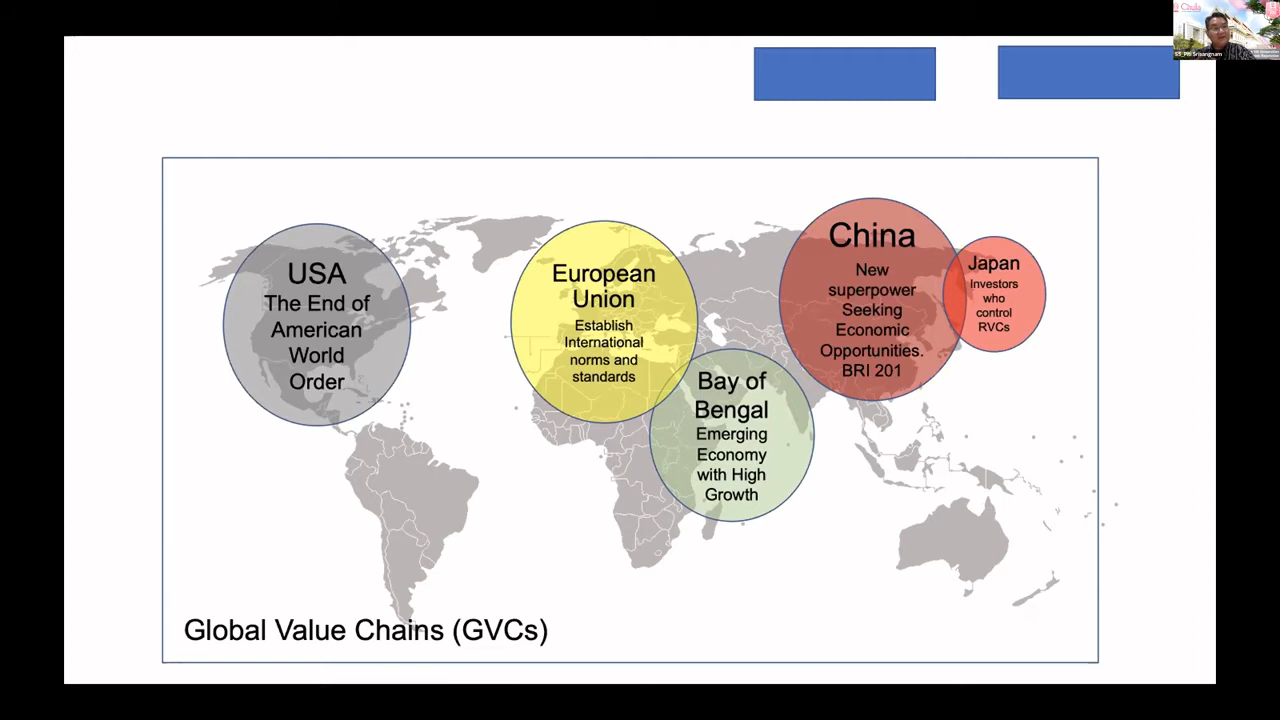 Chula
USA
The End of
American
World
Order
European
Union
Establish
International
norms and
standards
Bay of
Bengal
Emerging
Economy
with High
Growth
China
New
superpower
Seeking
Economic
Opportunities.
BRI 201
Japan
Investors
who
control
RVCs
Global Value Chains (GVCs)